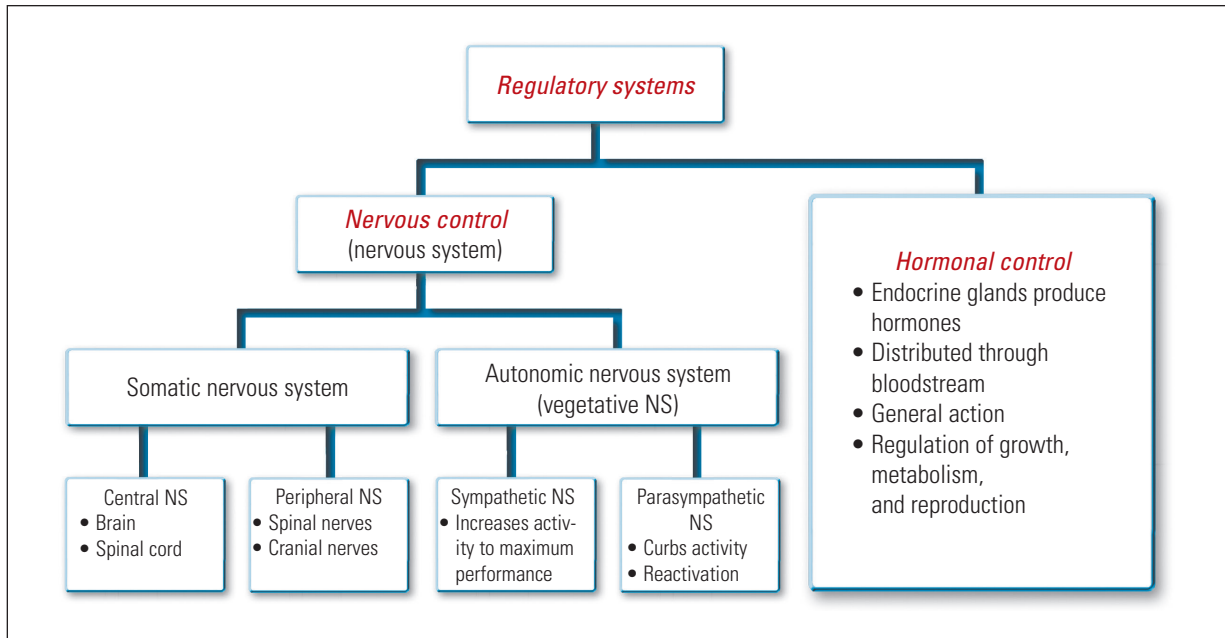 Regulatory systems
Nervous control
(nervous system)
Hormonal control
• Endocrine glands produce
hormones
• Distributed through
bloodstream
• General action
• Regulation of growth,
metabolism,
and reproduction
Somatic nervous system
Autonomic nervous system
(vegetative NS)
Central NS
• Brain
• Spinal cord
Peripheral NS
• Spinal nerves
• Cranial nerves
Sympathetic NS
• Increases activ-
ity to maximum
performance
Parasympathetic
NS
• Curbs activity
• Reactivation